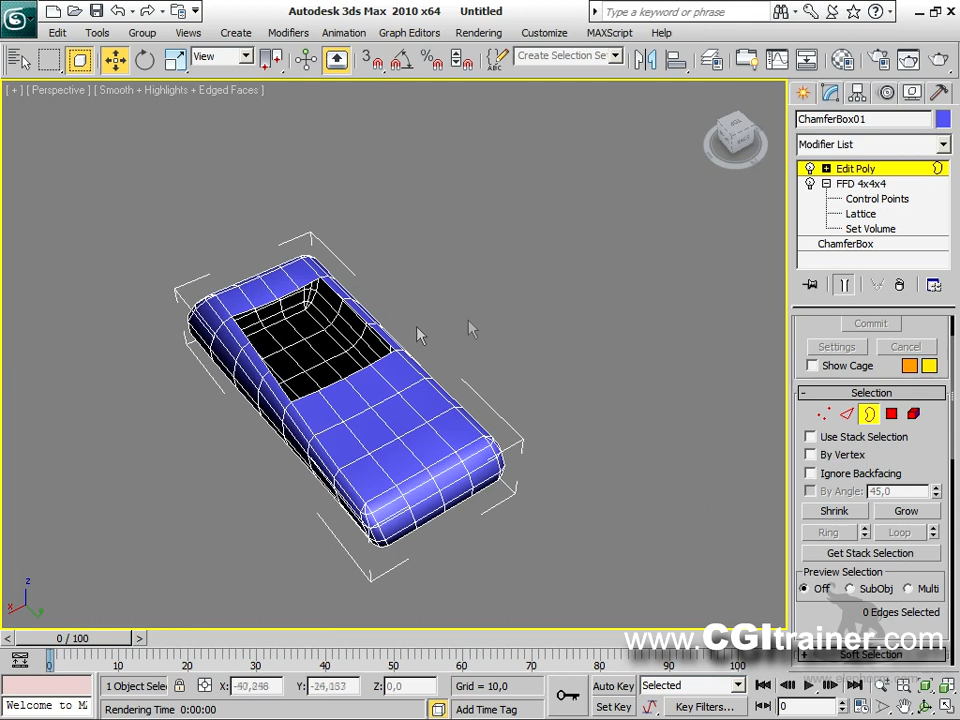 Autodesk 3ds Max 2010 x64 Untitled
Type a keyword or phrase
Edit Tools Group Views Create Modifiers Animation Graph Editors Rendering Customize MAXScript Help
View
Create Selection Se
[ + ] [ Perspective ] [ Smooth + Highlights + Edged Faces ]
ChamferBox01
Modifier List
Edit Poly
FFD 4x4x4
Control Points
Lattice
Set Volume
ChamferBox
Commit
Settings Cancel
Show Cage
Selection
Use Stack Selection
By Vertex
Ignore Backfacing
By Angle: 45,0
Shrink Grow
Ring Loop
Get Stack Selection
Preview Selection
Off SubObj Multi
0 Edges Selected
Soft Selection
z
x
y
0 / 100
www.CGItrainer.com
0 10 20 30 40 50 60 70 80 90 100
1 Object Sele X: -40,246 Y: -24,153 Z: 0,0 Grid = 10,0 Auto Key Selected
Welcome to M
Rendering Time 0:00:00 Add Time Tag Set Key Key Filters... 0